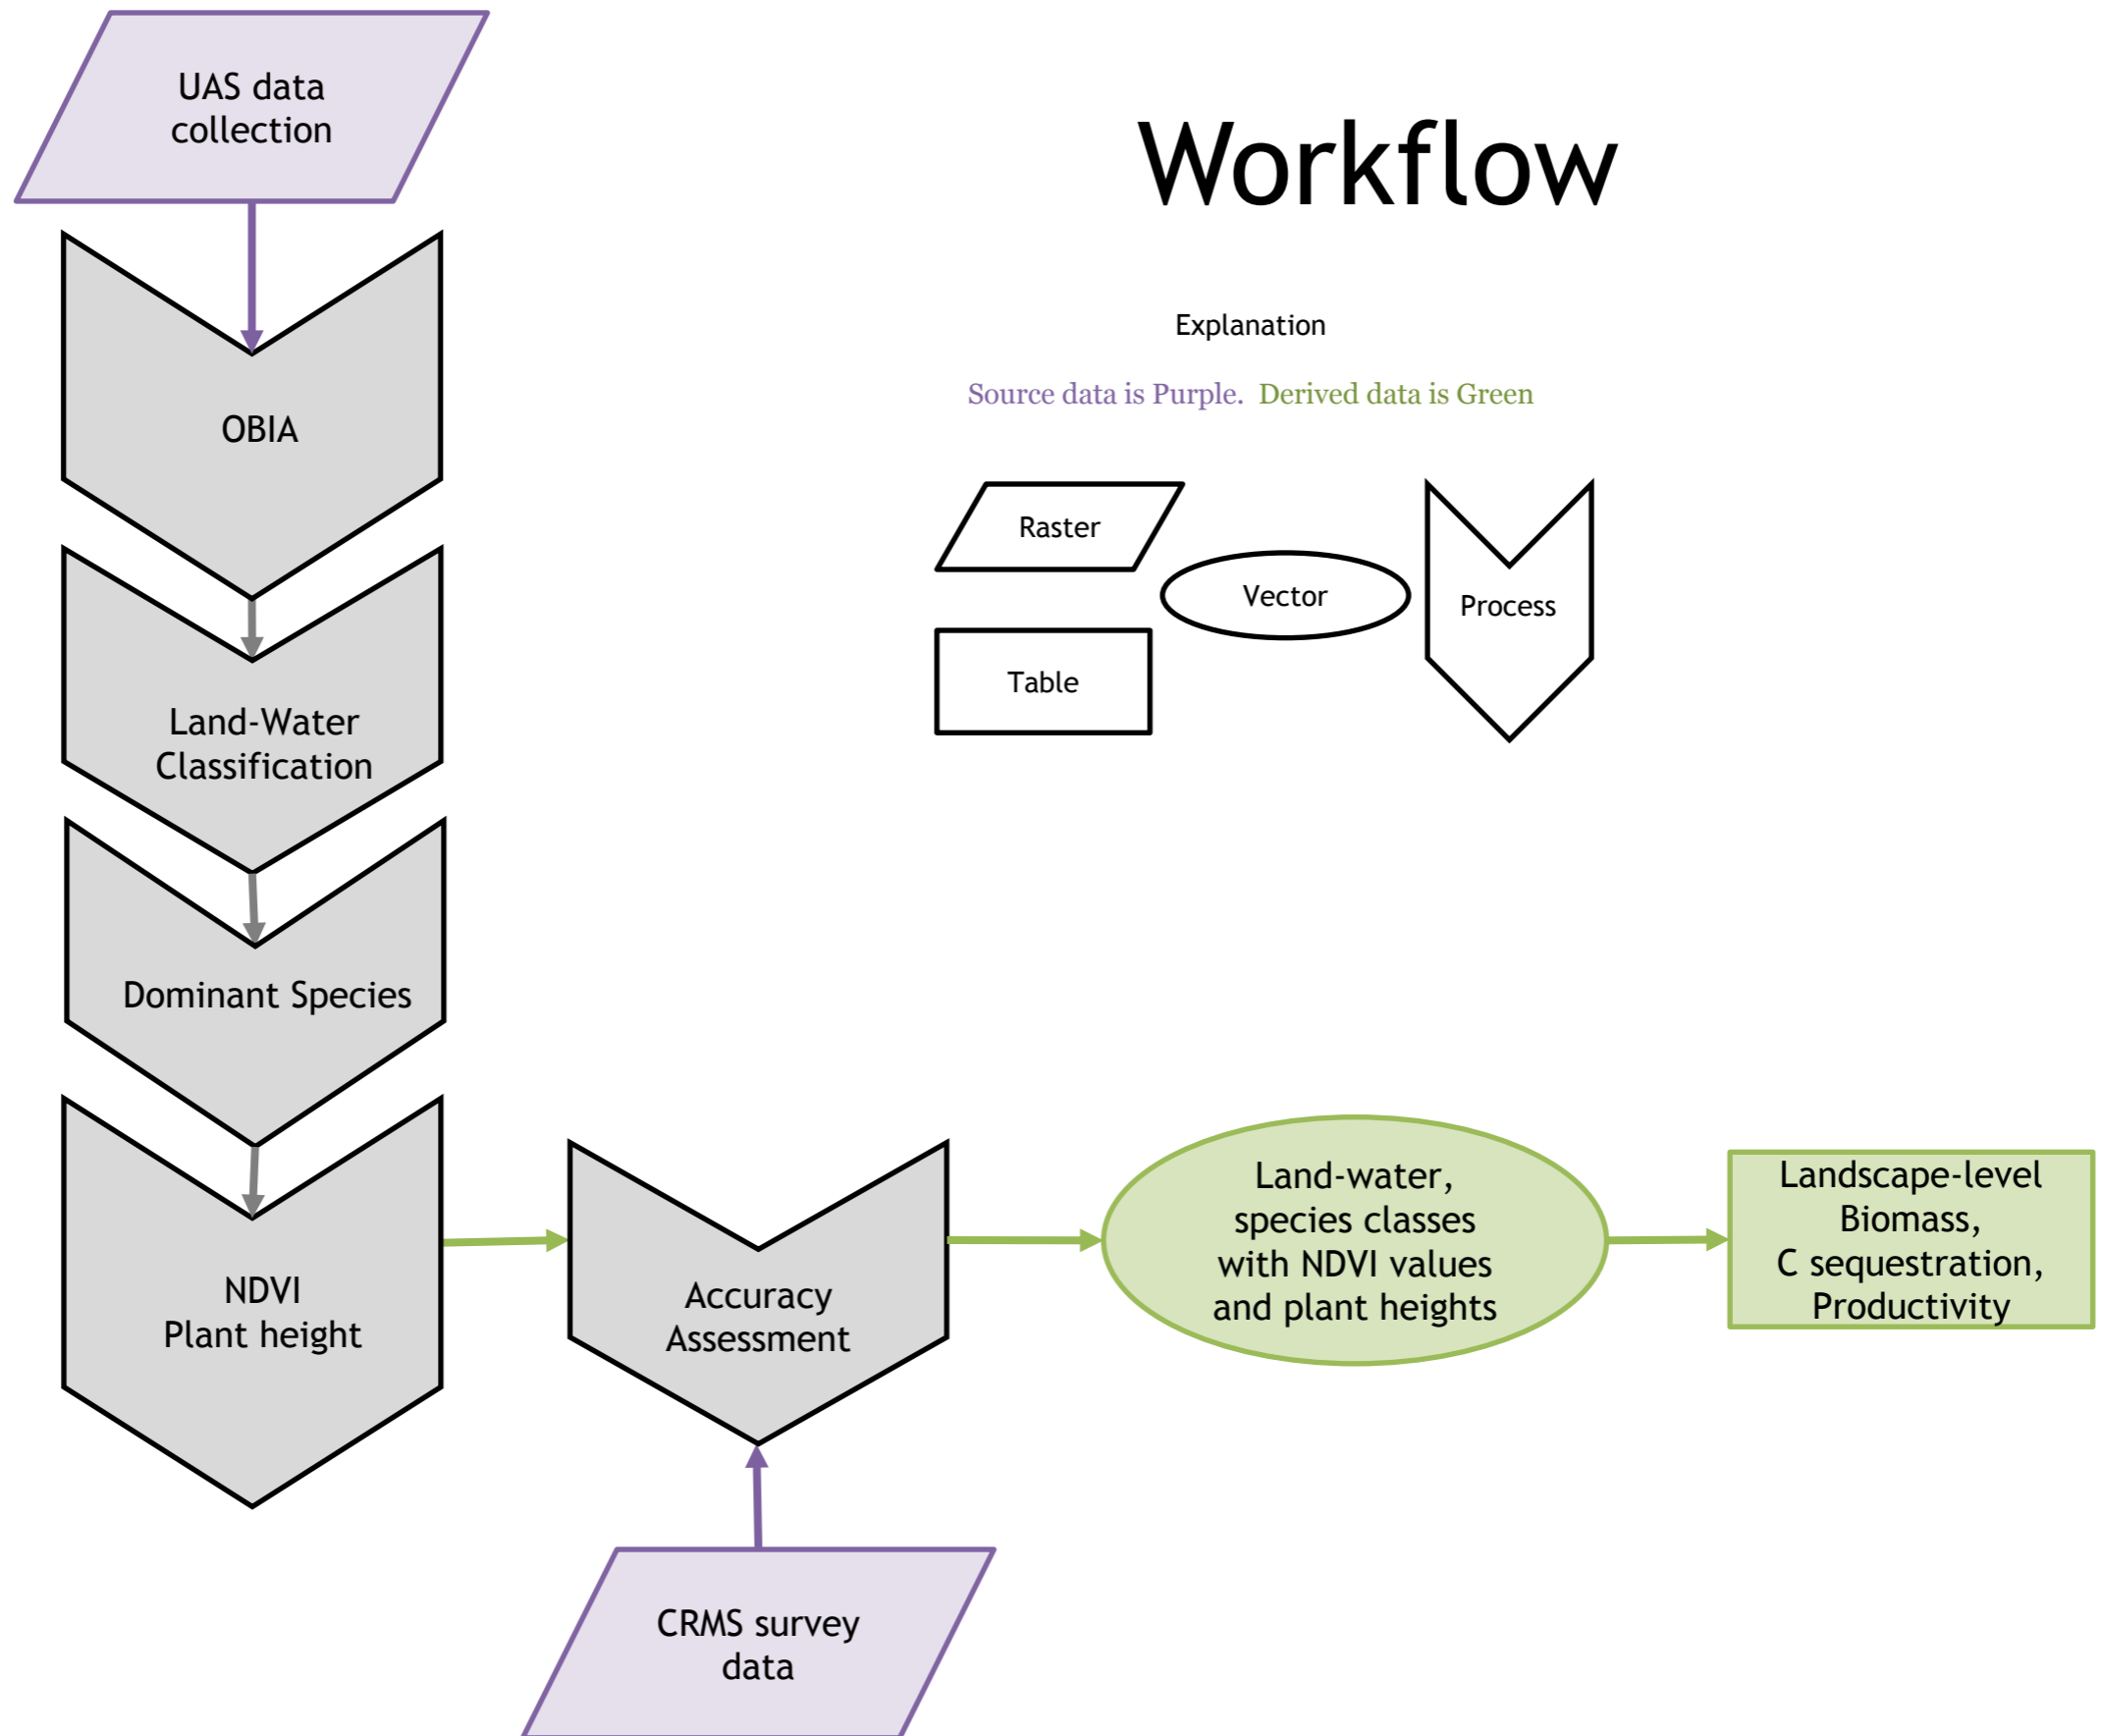 UAS data
collection
Workflow
Explanation
Source data is Purple. Derived data is Green
OBIA
Raster
Vector
Process
Table
Land-Water
Classification
Dominant Species
NDVI
Plant height
Accuracy
Assessment
Land-water,
species classes
with NDVI values
and plant heights
Landscape-level
Biomass,
C sequestration,
Productivity
CRMS survey
data